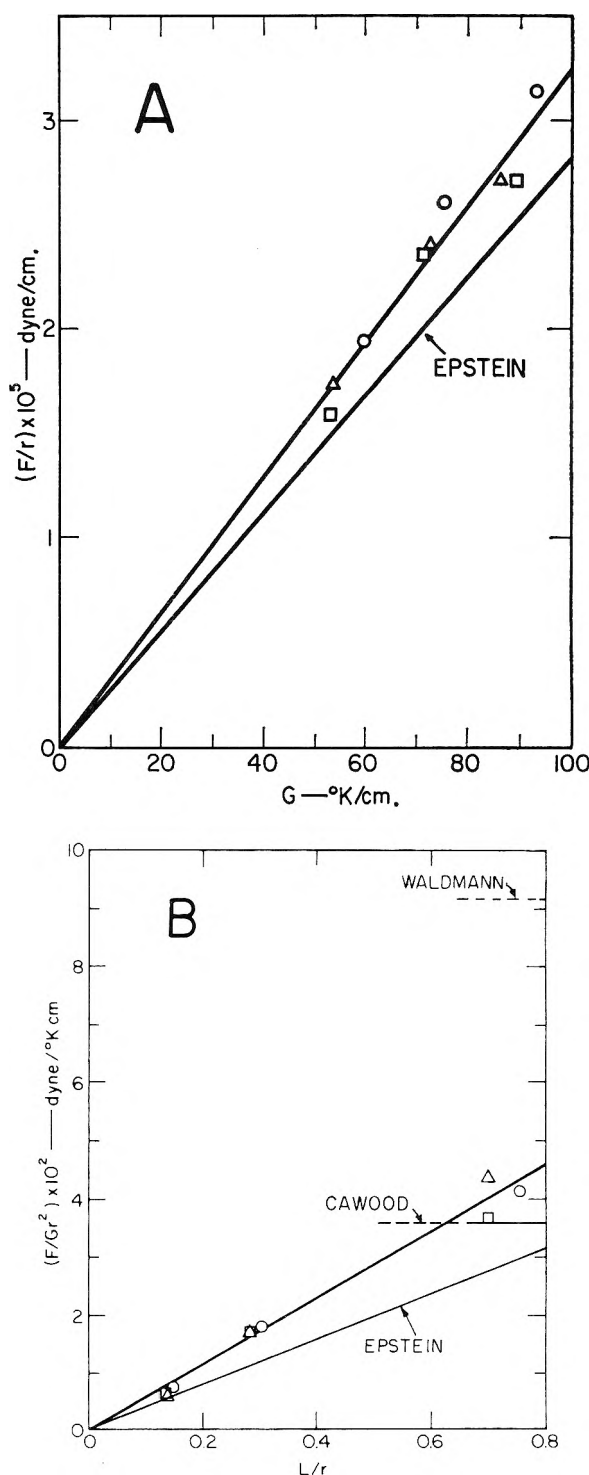 A
3
2
1
0
(F/r) x 10⁵ — dyne/cm.
EPSTEIN
0 20 40 60 80 100
G — °K/cm.
B
10
8
6
4
2
0
(F/Gr²) x 10² — dyne/°K cm
WALDMANN
CAWOOD
EPSTEIN
0 0.2 0.4 0.6 0.8
L/r